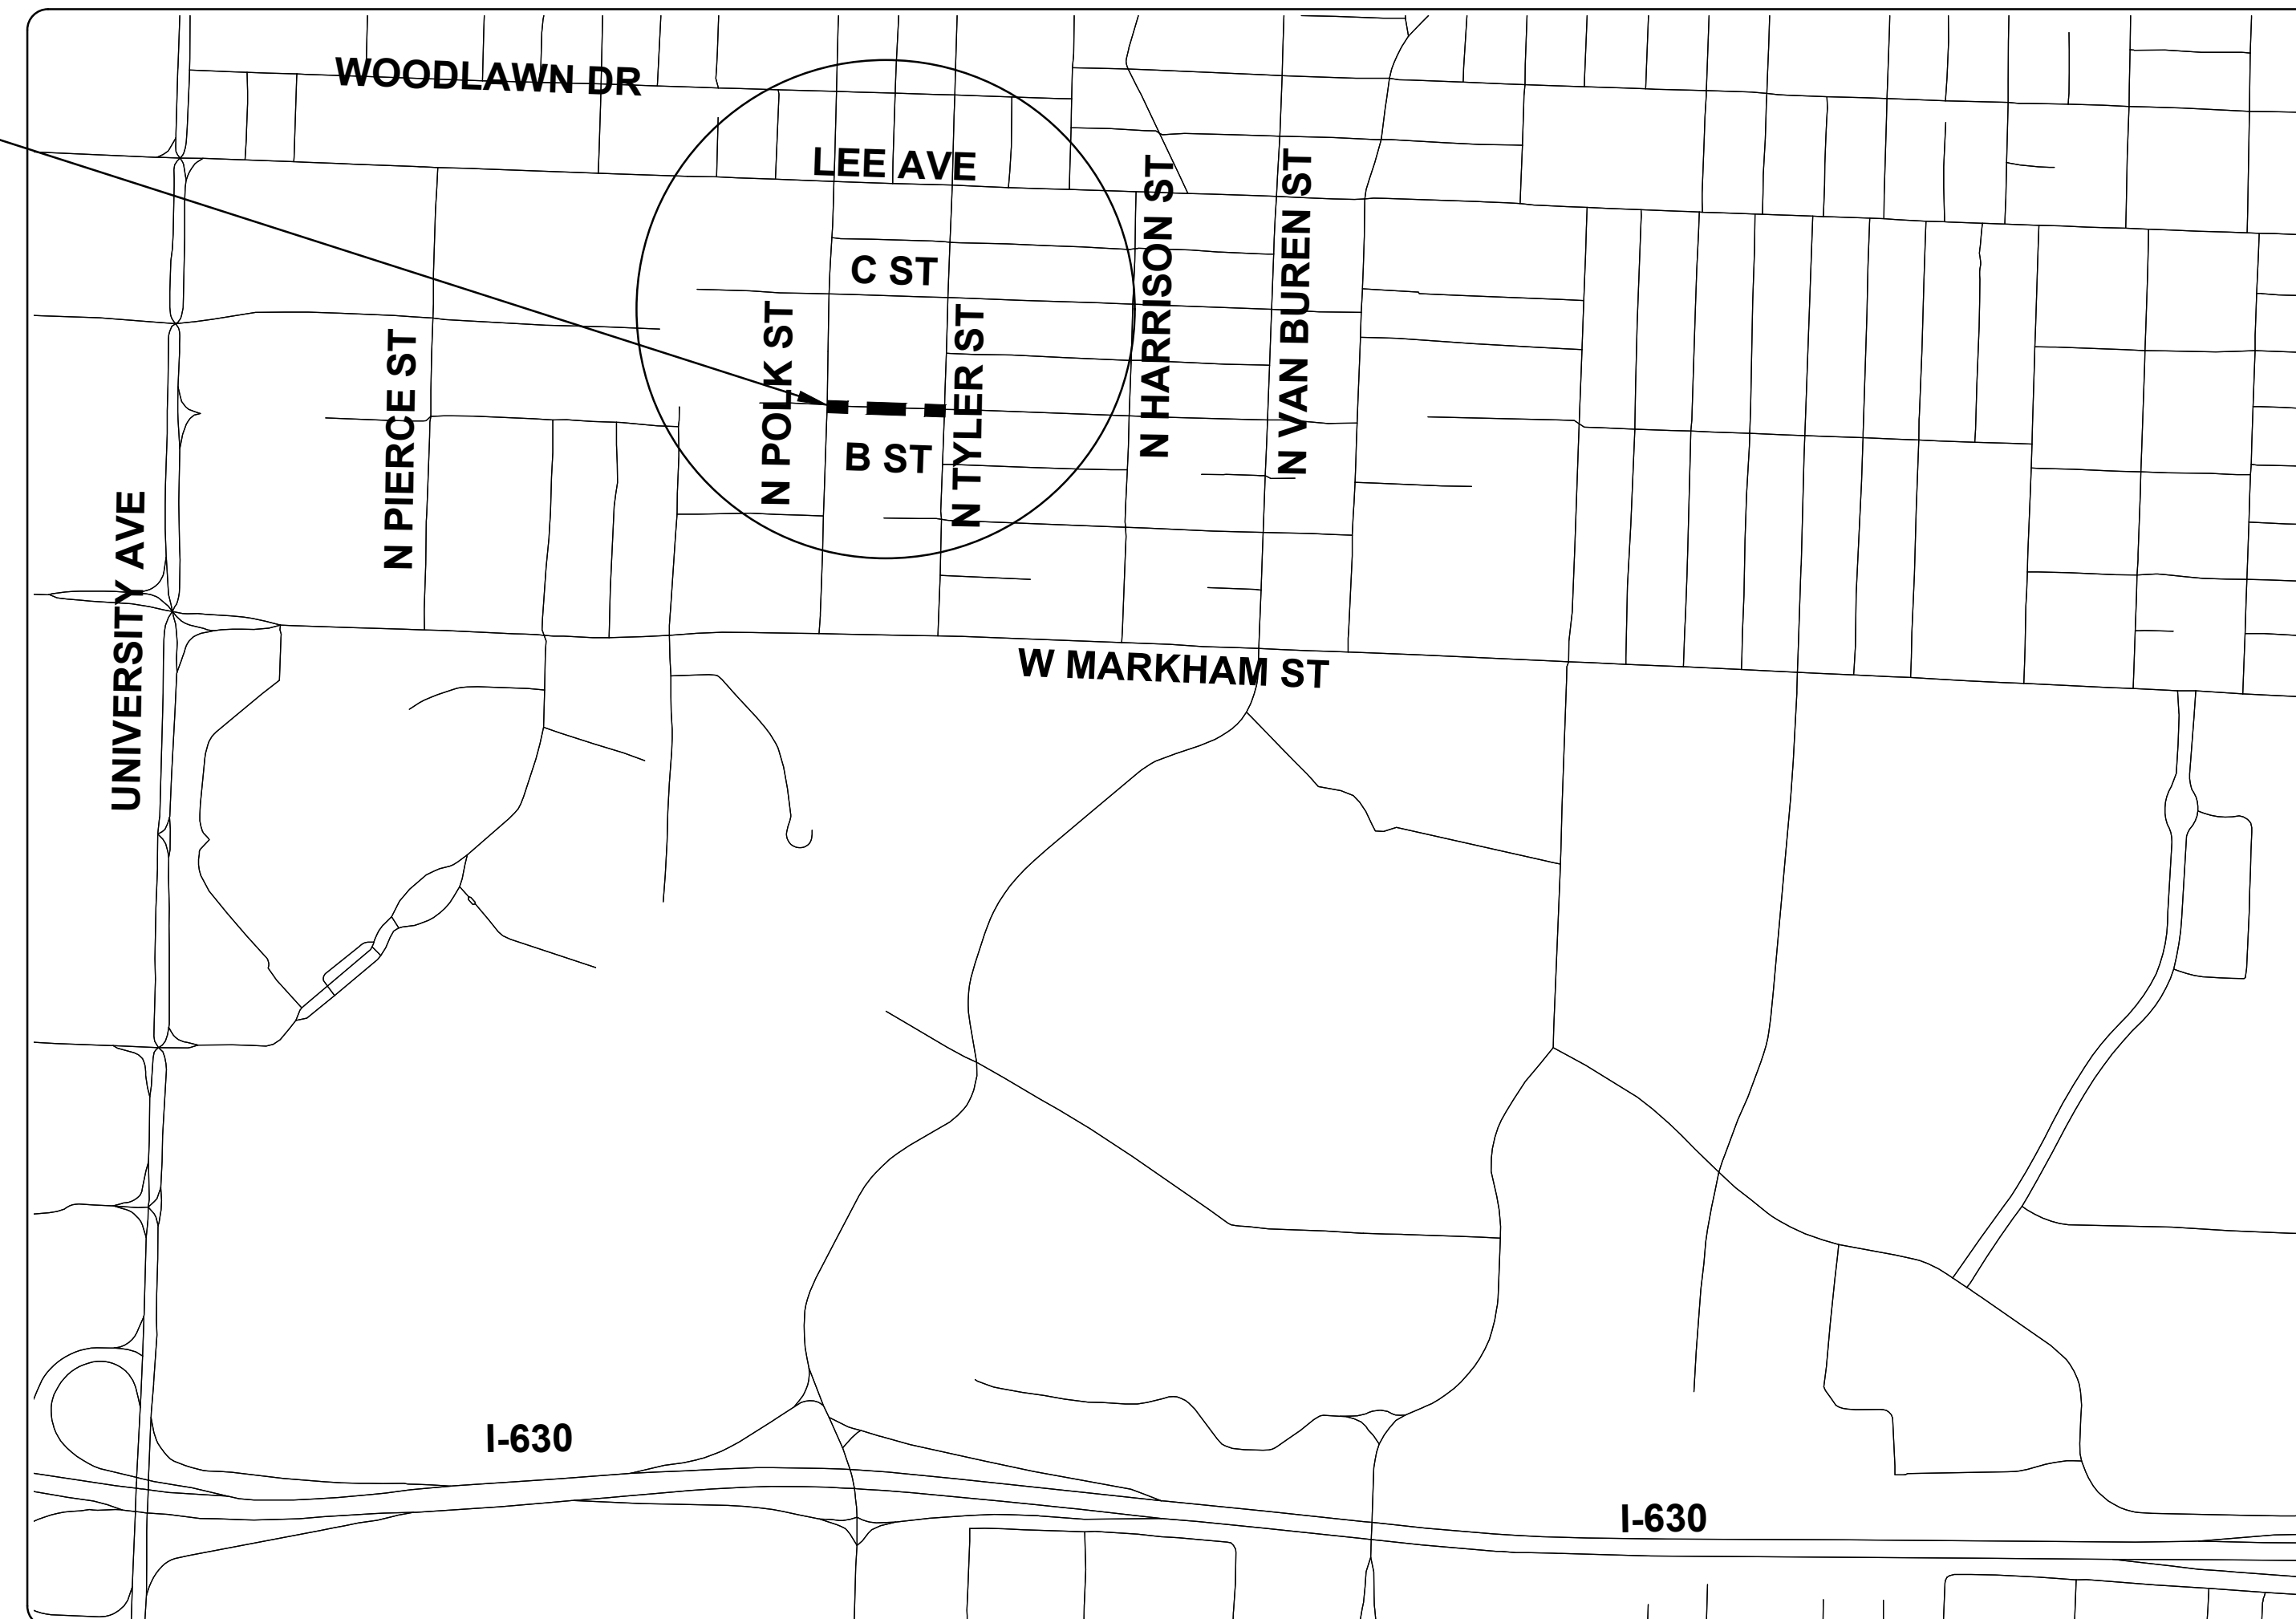 WOODLAWN DR
LEE AVE
C ST
N HARRISON ST
N VAN BUREN ST
N POLK ST
N TYLER ST
N PIERCE ST
B ST
UNIVERSITY AVE
W MARKHAM ST
I-630
I-630